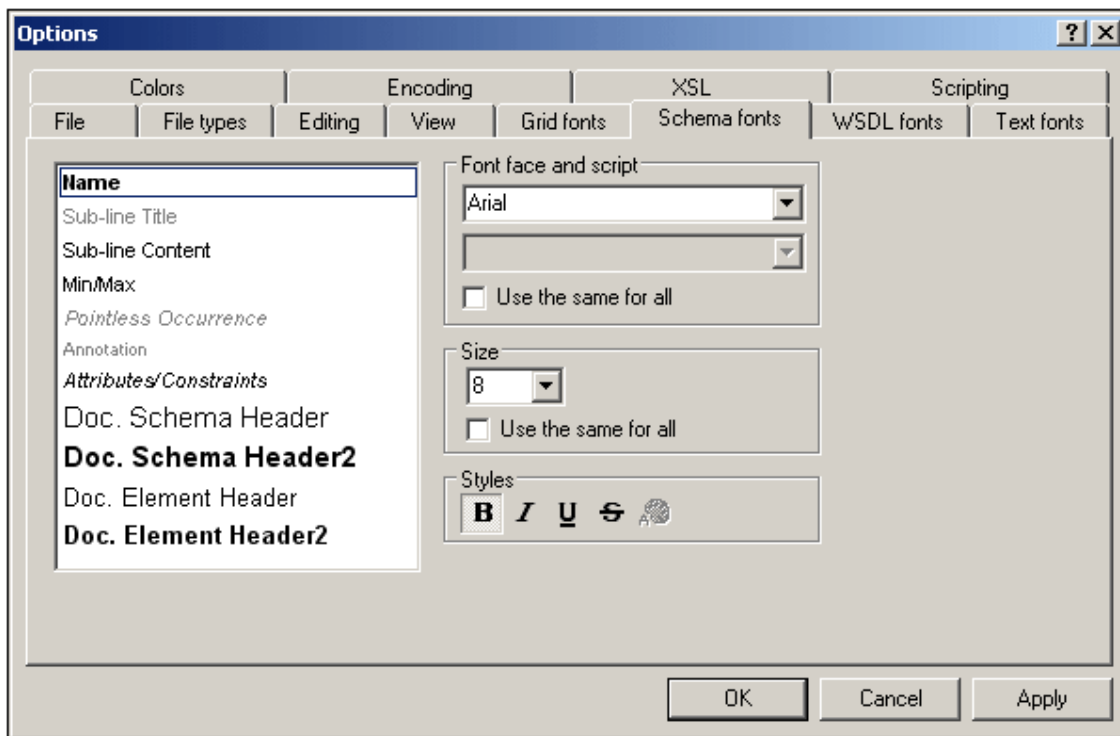 Options
Colors Encoding XSL Scripting
File File types Editing View Grid fonts Schema fonts WSDL fonts Text fonts
Name
Sub-line Title
Sub-line Content
Min/Max
Pointless Occurrence
Annotation
Attributes/Constraints
Doc. Schema Header
Doc. Schema Header2
Doc. Element Header
Doc. Element Header2
Font face and script
Arial
Use the same for all
Size
8
Use the same for all
Styles
B I U S A
OK Cancel Apply